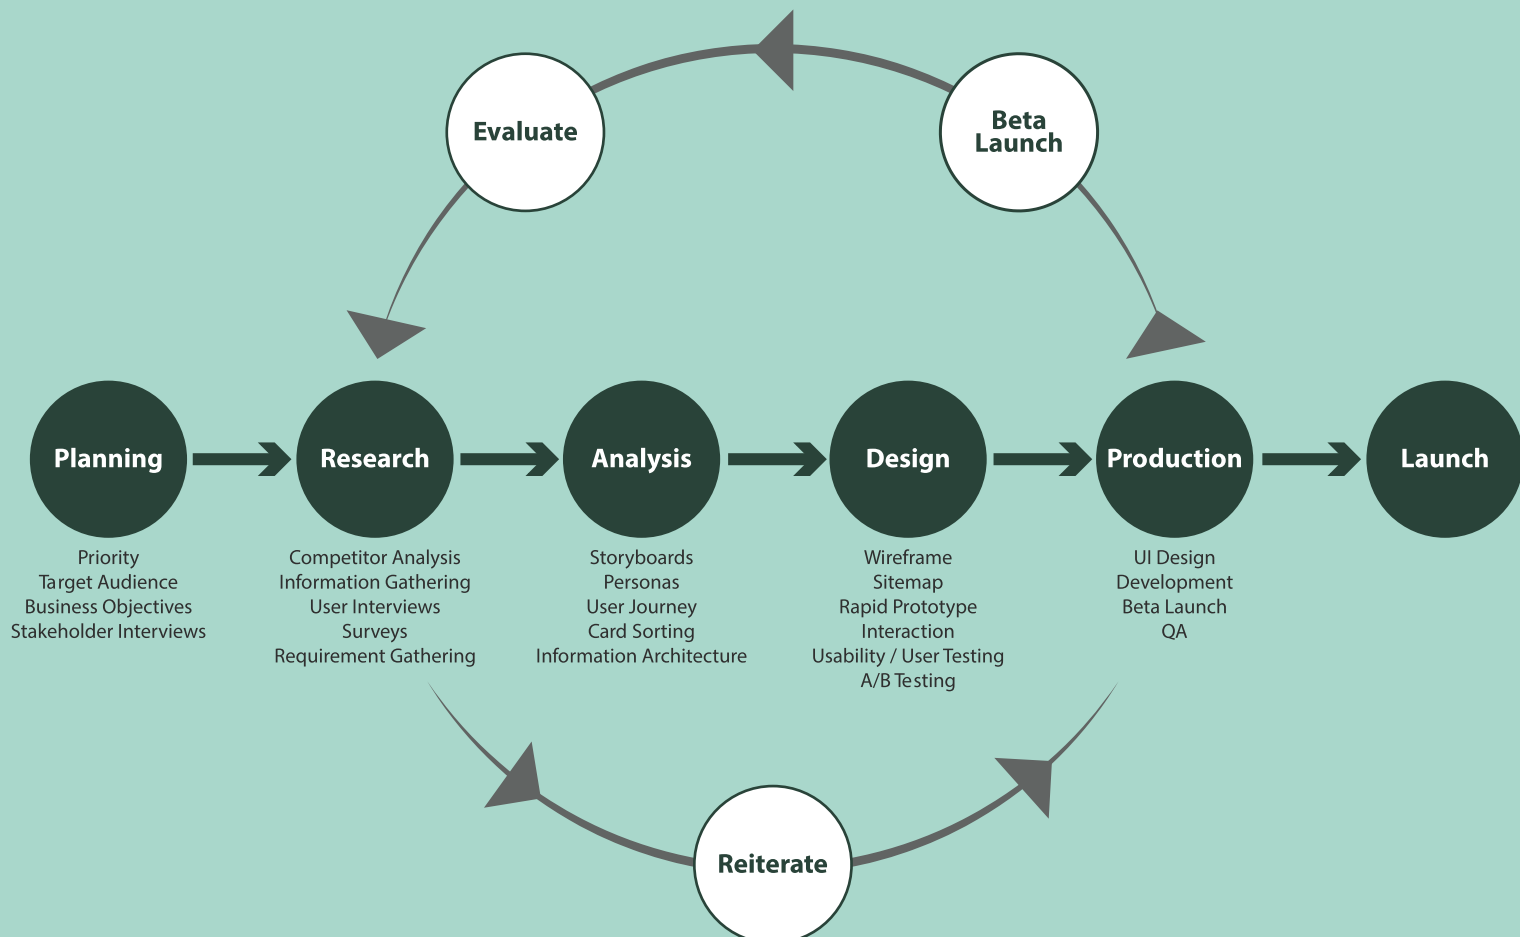 Evaluate
Beta
Launch
Planning
Research
Analysis
Design
Production
Launch
Priority
Target Audience
Business Objectives
Stakeholder Interviews
Competitor Analysis
Information Gathering
User Interviews
Surveys
Requirement Gathering
Storyboards
Personas
User Journey
Card Sorting
Information Architecture
Wireframe
Sitemap
Rapid Prototype
Interaction
Usability / User Testing
A/B Testing
UI Design
Development
Beta Launch
QA
Reiterate